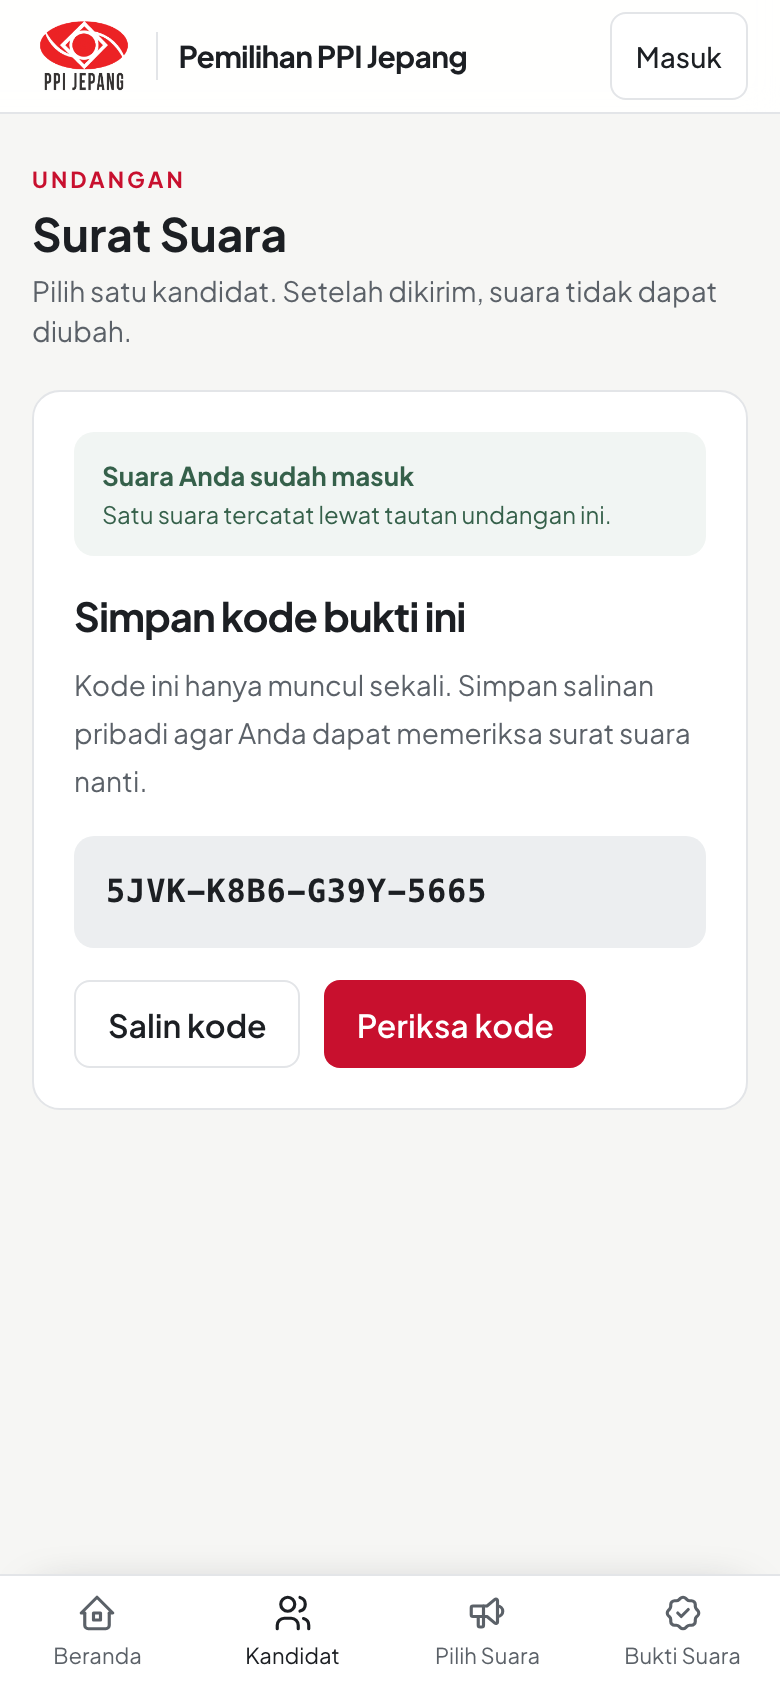 PPI JEPANG
Pemilihan PPI Jepang
Masuk
UNDANGAN
Surat Suara
Pilih satu kandidat. Setelah dikirim, suara tidak dapat
diubah.
Suara Anda sudah masuk
Satu suara tercatat lewat tautan undangan ini.
Simpan kode bukti ini
Kode ini hanya muncul sekali. Simpan salinan
pribadi agar Anda dapat memeriksa surat suara
nanti.
5JVK-K8B6-G39Y-5665
Salin kode
Periksa kode
Beranda
Kandidat
Pilih Suara
Bukti Suara